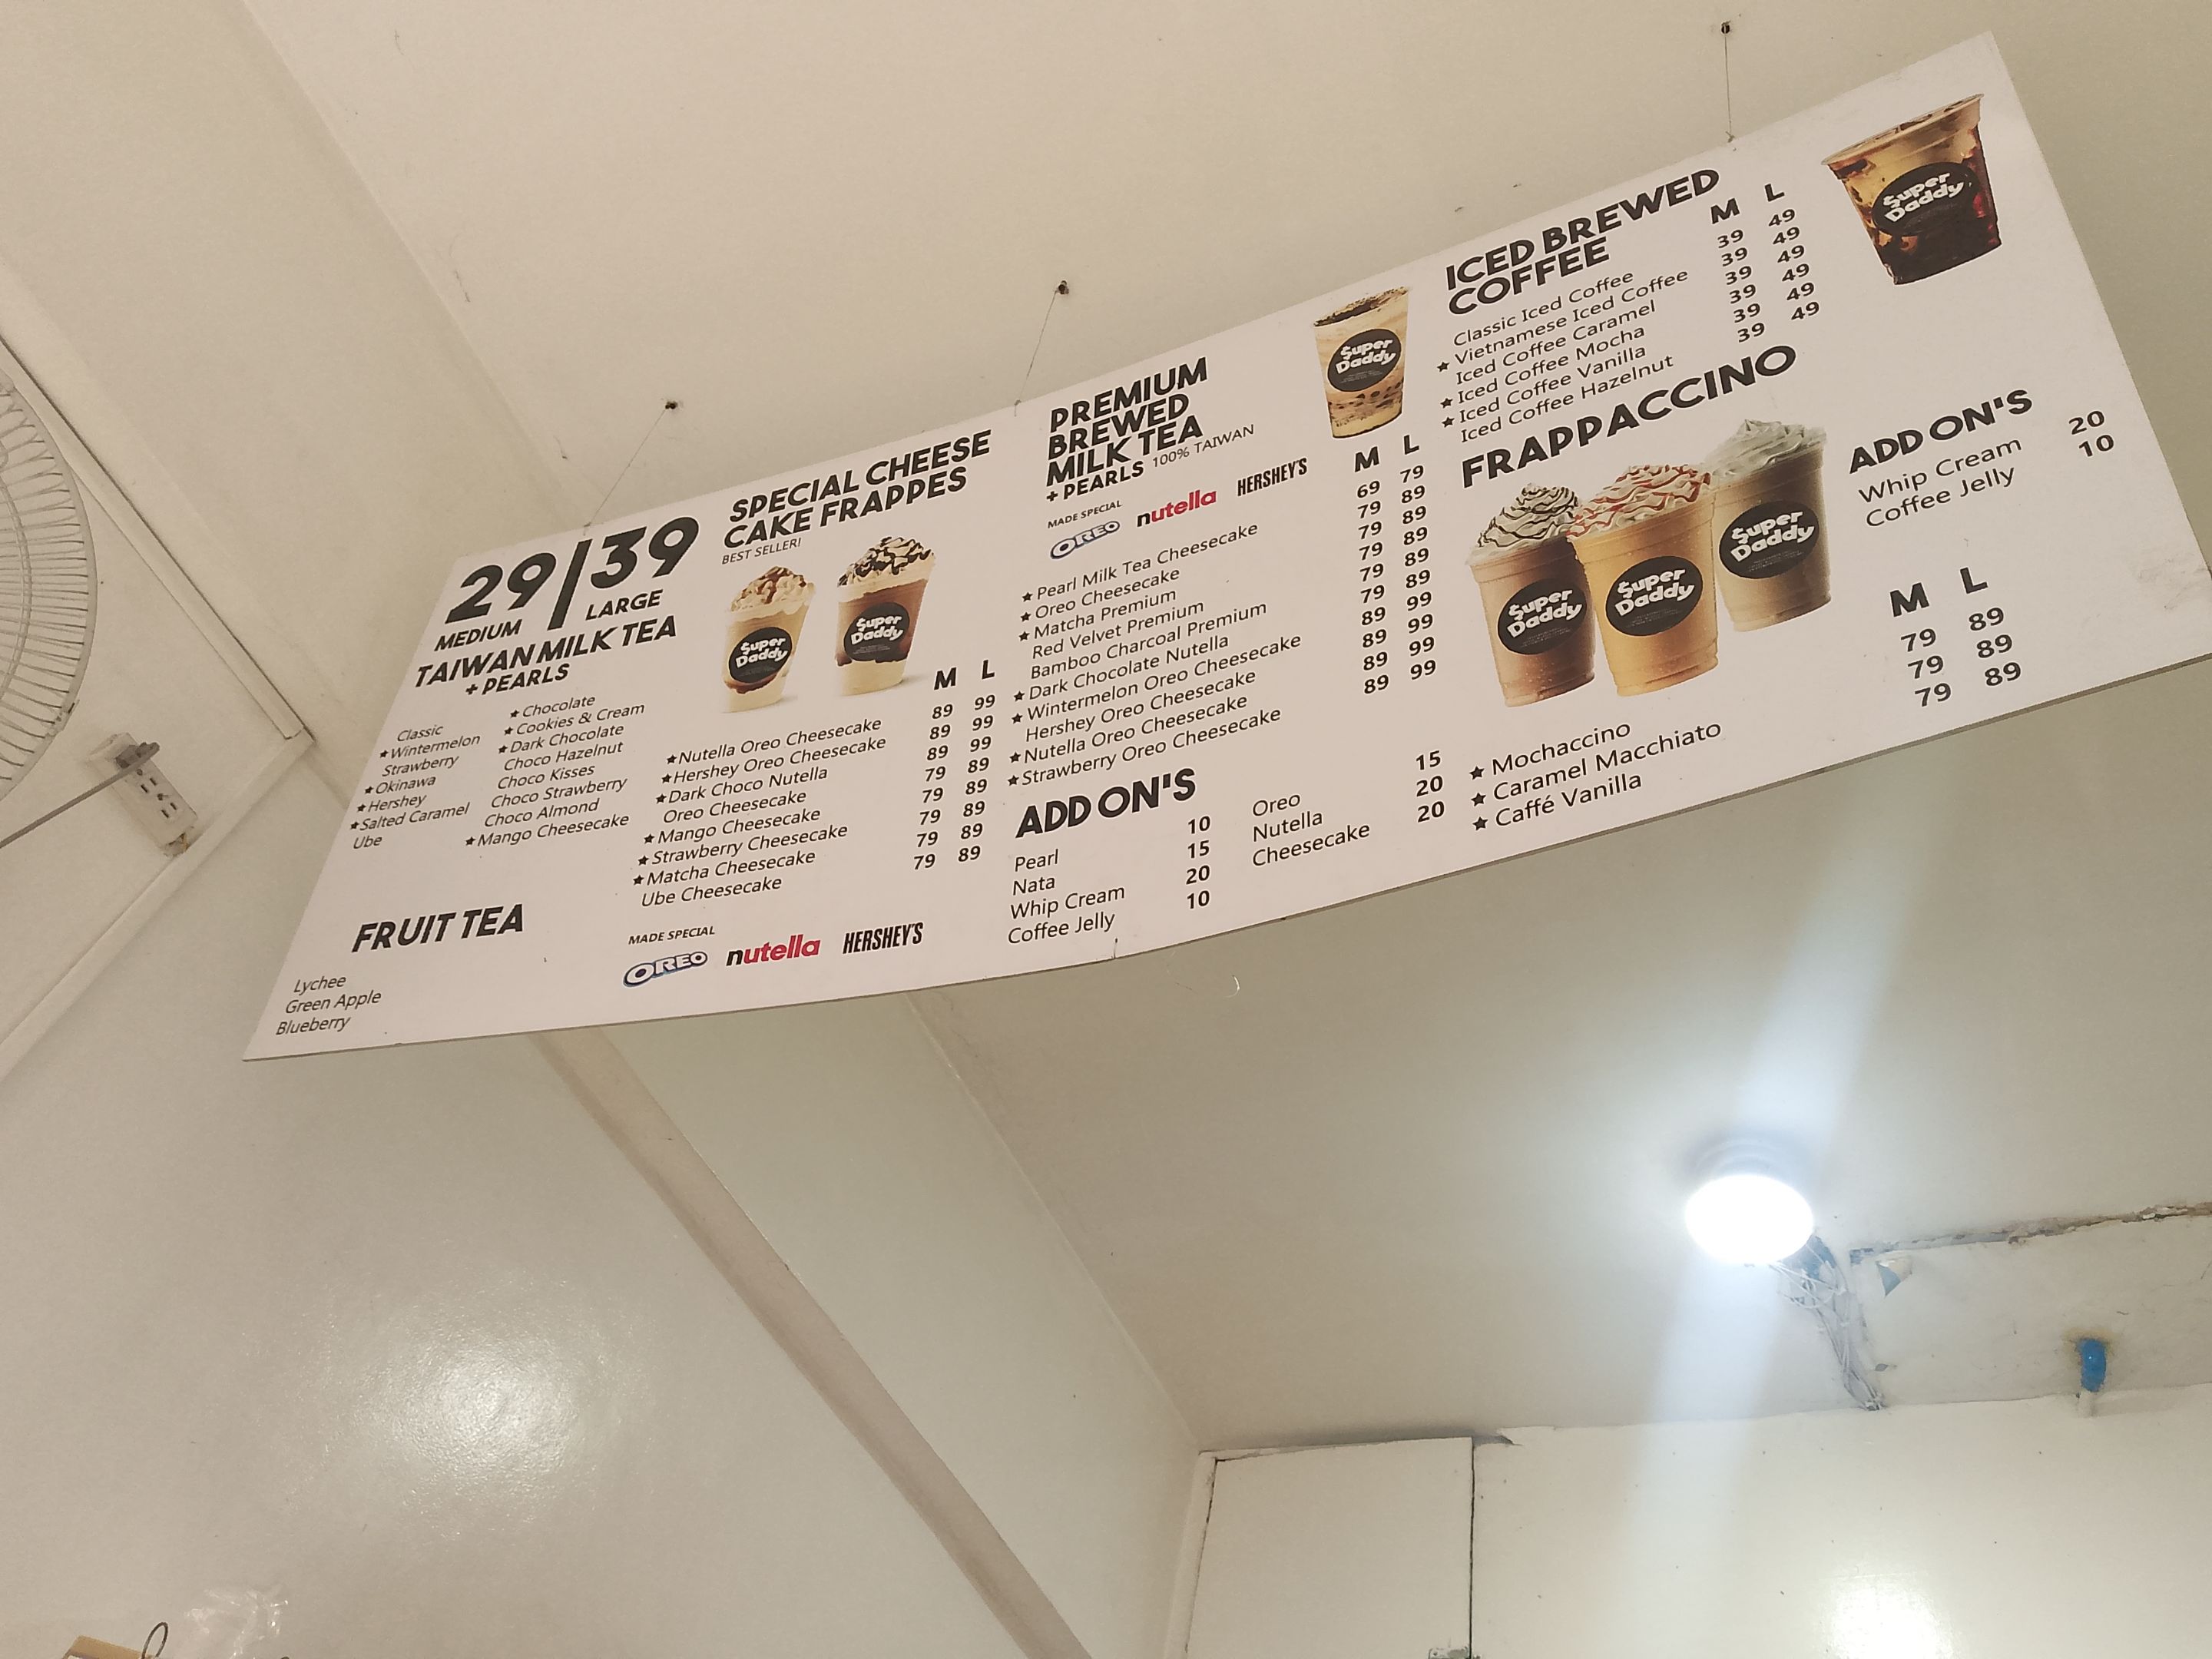 29|39
MEDIUM LARGE
TAIWAN MILK TEA
+ PEARLS
Classic
★Wintermelon
Strawberry
★Okinawa
★Hershey
★Salted Caramel
Ube
★Chocolate
★Cookies & Cream
★Dark Chocolate
Choco Hazelnut
Choco Kisses
Choco Strawberry
Choco Almond
★Mango Cheesecake
FRUIT TEA
Lychee
Green Apple
Blueberry
SPECIAL CHEESE
CAKE FRAPPES
BEST SELLER!
Super
Daddy
Super
Daddy
M L
★Nutella Oreo Cheesecake 89 99
★Hershey Oreo Cheesecake 89 99
★Dark Choco Nutella 89 99
Oreo Cheesecake 79 89
★Mango Cheesecake 79 89
★Strawberry Cheesecake 79 89
★Matcha Cheesecake 79 89
Ube Cheesecake 79 89
MADE SPECIAL
OREO nutella HERSHEY'S
PREMIUM
BREWED
MILK TEA
+ PEARLS 100% TAIWAN
MADE SPECIAL
OREO nutella HERSHEY'S
Super
Daddy
M L
★Pearl Milk Tea Cheesecake 69 79
★Oreo Cheesecake 79 89
★Matcha Premium 79 89
Red Velvet Premium 79 89
Bamboo Charcoal Premium 79 89
★Dark Chocolate Nutella 79 89
★Wintermelon Oreo Cheesecake 89 99
Hershey Oreo Cheesecake 89 99
★Nutella Oreo Cheesecake 89 99
★Strawberry Oreo Cheesecake 89 99
ADD ON'S
Pearl 10
Nata 15
Whip Cream 20
Coffee Jelly 10
Oreo 15
Nutella 20
Cheesecake 20
ICED BREWED
COFFEE
M L
Classic Iced Coffee 39 49
★Vietnamese Iced Coffee 39 49
Iced Coffee Caramel 39 49
★Iced Coffee Mocha 39 49
★Iced Coffee Vanilla 39 49
Iced Coffee Hazelnut 39 49
Super
Daddy
FRAPPACCINO
Super
Daddy
Super
Daddy
Super
Daddy
ADD ON'S
Whip Cream 20
Coffee Jelly 10
M L
★Mochaccino 79 89
★Caramel Macchiato 79 89
★Caffé Vanilla 79 89